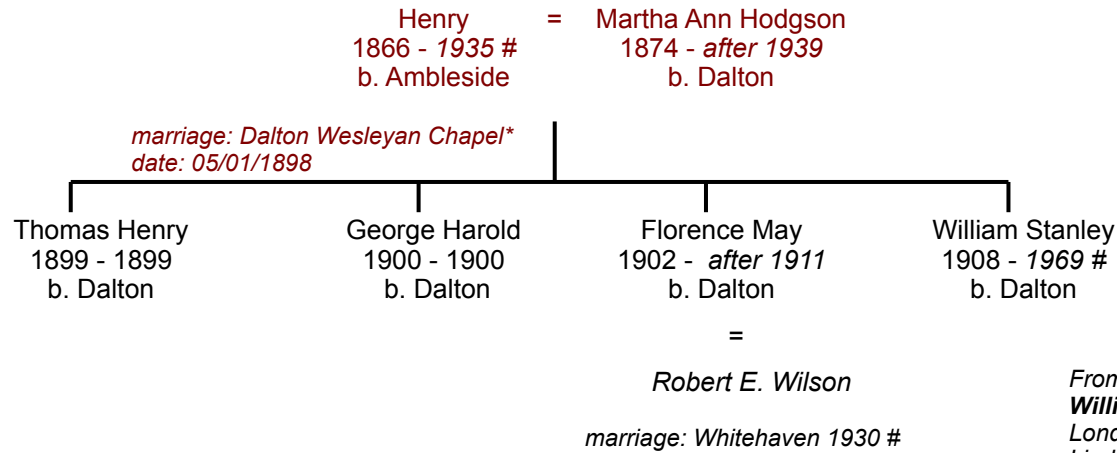 Henry = Martha Ann Hodgson
1866 - 1935 # 1874 - after 1939
b. Ambleside b. Dalton
marriage: Dalton Wesleyan Chapel*
date: 05/01/1898
Thomas Henry George Harold Florence May William Stanley
1899 - 1899 1900 - 1900 1902 - after 1911 1908 - 1969 #
b. Dalton b. Dalton b. Dalton b. Dalton
=
Robert E. Wilson
marriage: Whitehaven 1930 #
From
Willi
Lond